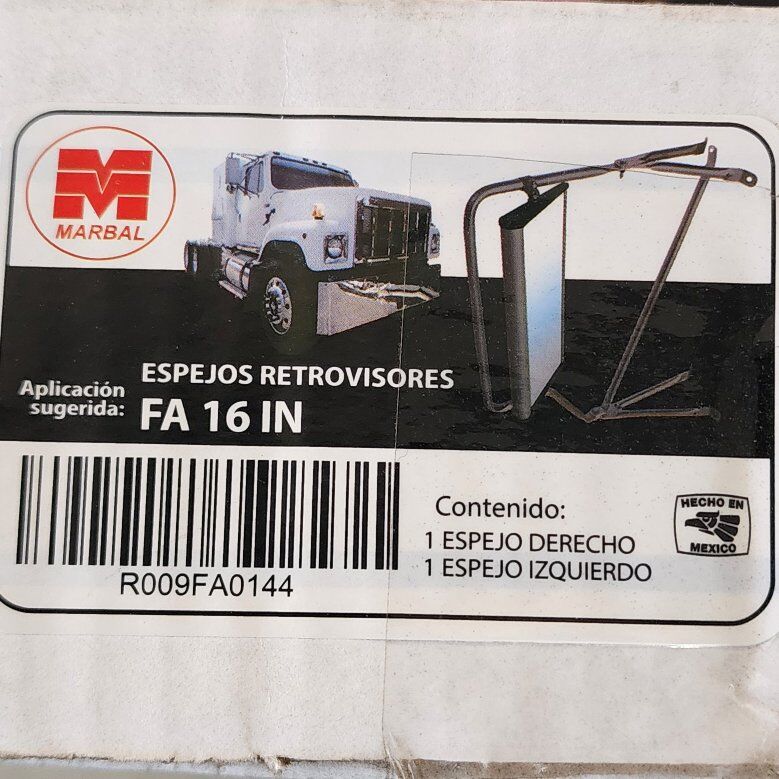 MARBAL
ESPEJOS RETROVISORES
Aplicación
sugerida:
FA 16 IN
R009FA0144
Contenido:
1 ESPEJO DERECHO
1 ESPEJO IZQUIERDO
HECHO EN
MEXICO